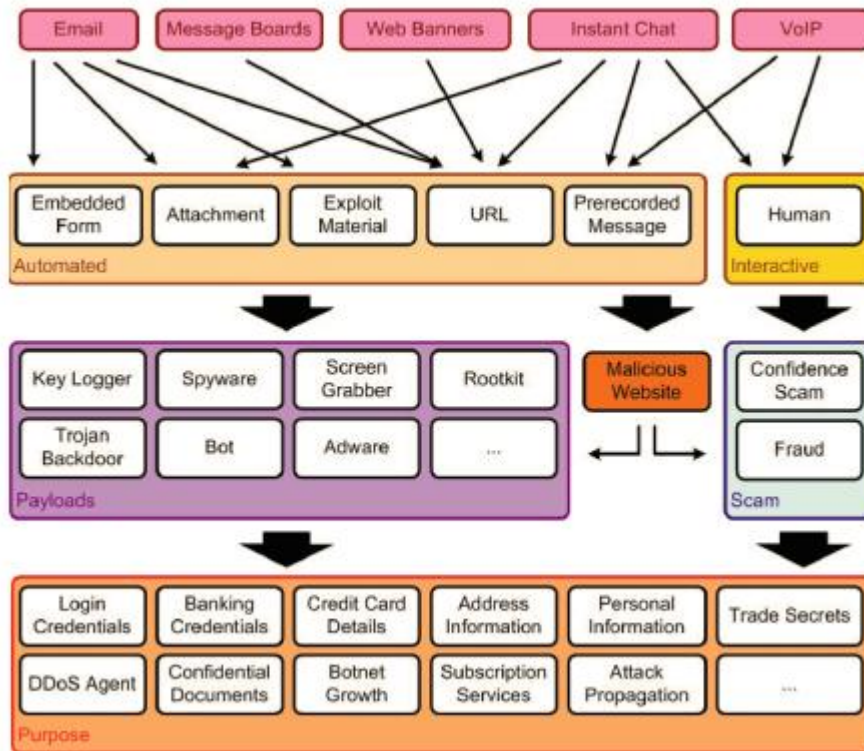 Email
Message Boards
Web Banners
Instant Chat
VoIP
Embedded
Form
Attachment
Exploit
Material
URL
Prerecorded
Message
Human
Automated
Interactive
Key Logger
Spyware
Screen
Grabber
Rootkit
Malicious
Website
Confidence
Scam
Trojan
Backdoor
Bot
Adware
...
Fraud
Payloads
Scam
Login
Credentials
Banking
Credentials
Credit Card
Details
Address
Information
Personal
Information
Trade Secrets
DDoS Agent
Confidential
Documents
Botnet
Growth
Subscription
Services
Attack
Propagation
...
Purpose